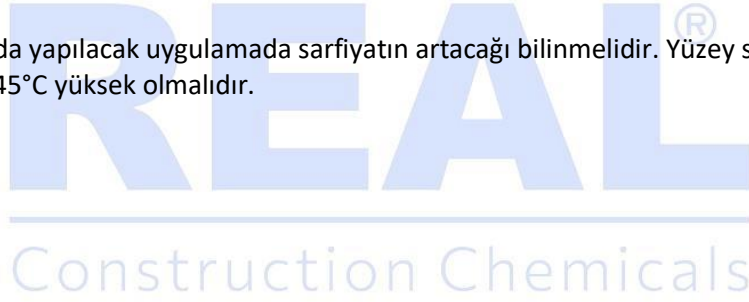 da yapılacak uygulamada sarfiyatın artacağı bilinmelidir. Yüzey s
45°C yüksek olmalıdır.
REAL®
Construction Chemicals